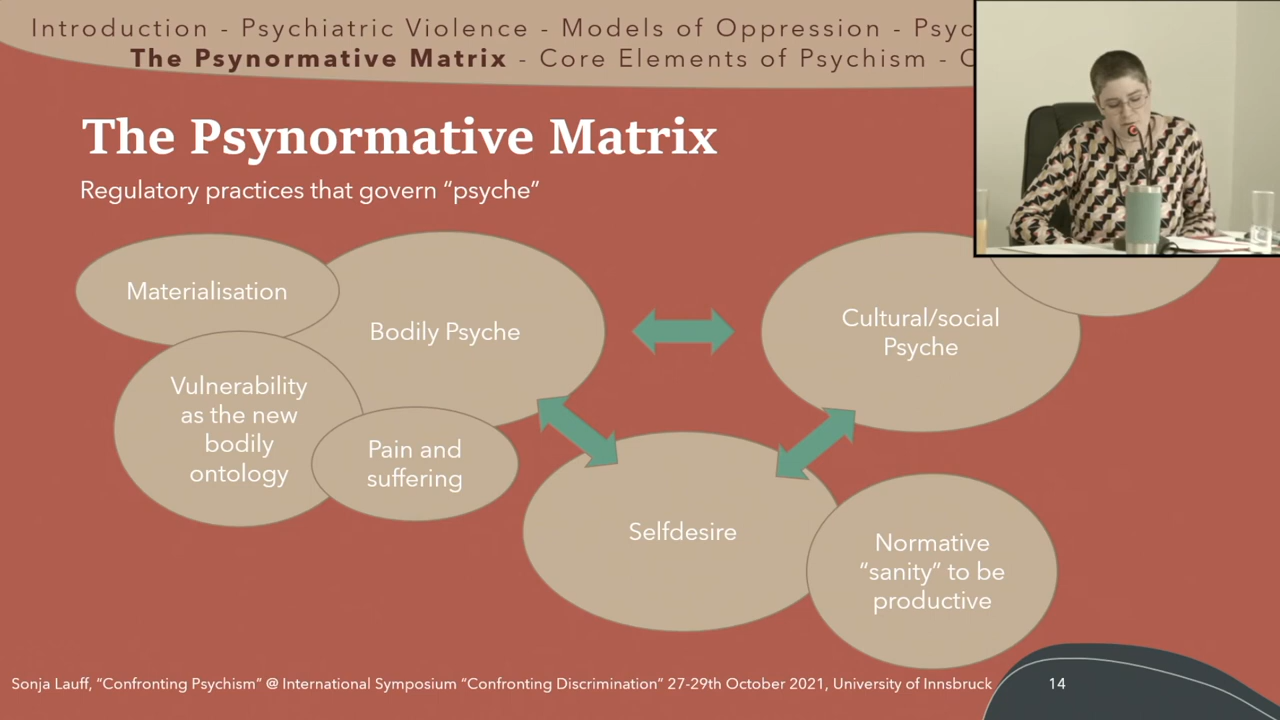 Introduction - Psychiatric Violence - Models of Oppression -
The Psynormative Matrix - Core Elements of Psychism -
The Psynormative Matrix
Regulatory practices that govern “psyche”
Materialisation
Bodily Psyche
Cultural/social
Psyche
Vulnerability
as the new
bodily
ontology
Pain and
suffering
Selfdesire
Normative
“sanity” to be
productive
Sonja Lauff, “Confronting Psychism” @ International Symposium “Confronting Discrimination” 27-29th October 2021, University of Innsbruck
14